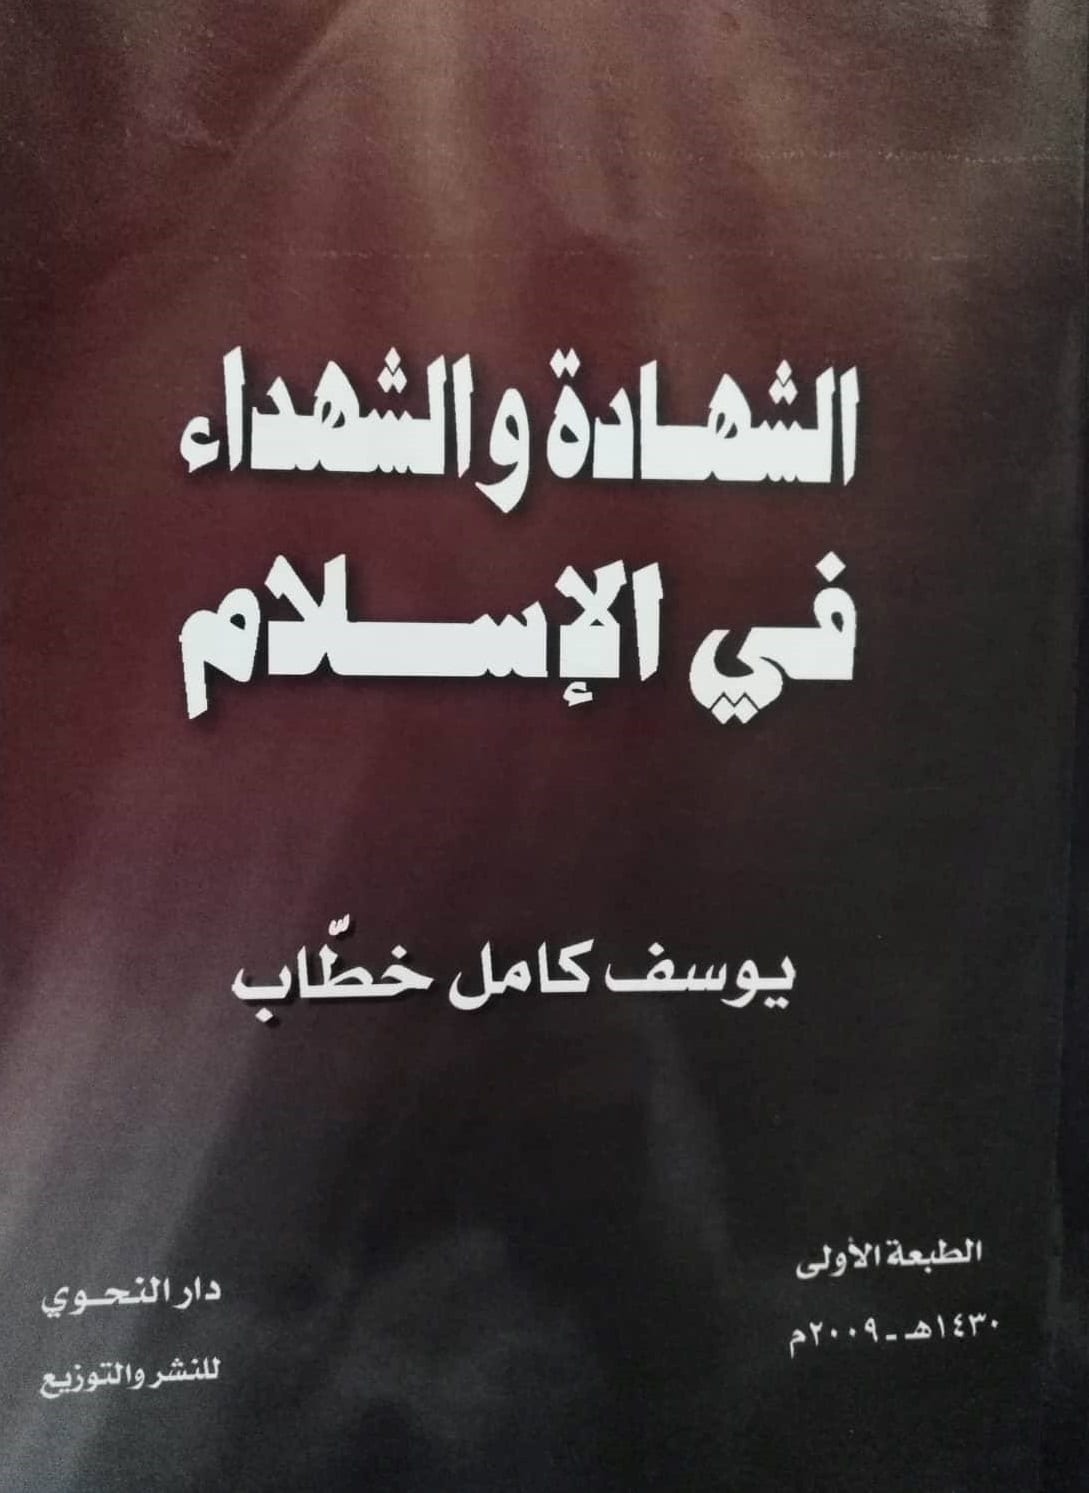 الشهادة والشهداء
في الإسلام
يوسف كامل خطّاب
الطبعة الأولى
١٤٣٠هـ - ٢٠٠٩م
دار النحوي
للنشر والتوزيع